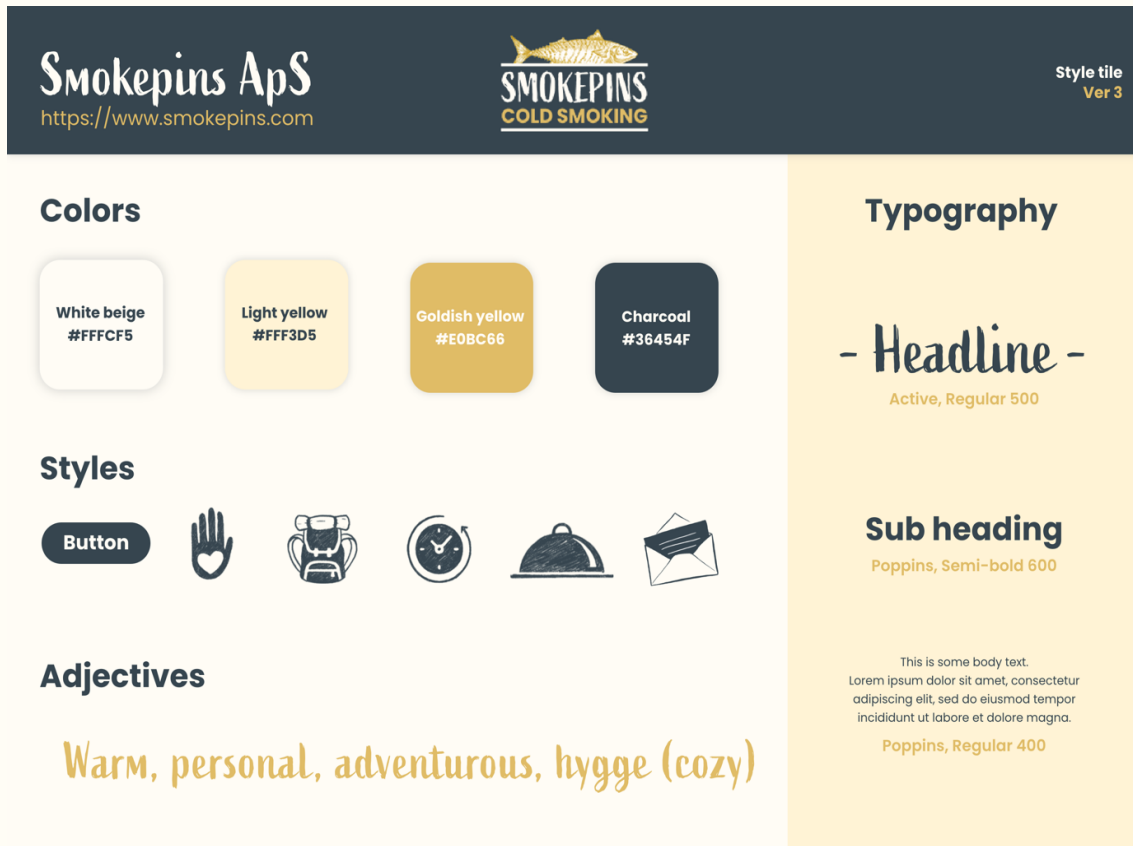 Smokepins ApS
https://www.smokepins.com
SMOKEPINS
COLD SMOKING
Style tile
Ver 3
Colors
White beige
#FFFCF5
Light yellow
#FFF3D5
Goldish yellow
#E0BC66
Charcoal
#36454F
Styles
Button
Adjectives
Warm, personal, adventurous, hygge (cozy)
Typography
- Headline -
Active, Regular 500
Sub heading
Poppins, Semi-bold 600
This is some body text.
Lorem ipsum dolor sit amet, consectetur
adipiscing elit, sed do eiusmod tempor
incididunt ut labore et dolore magna.
Poppins, Regular 400